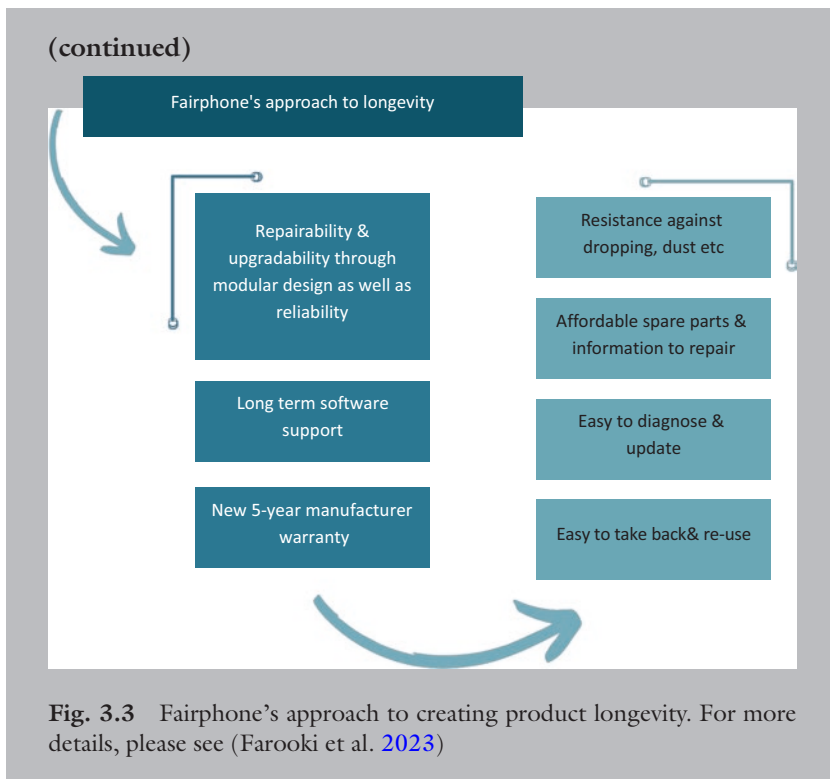 (continued)
Fairphone's approach to longevity
Repairability &
upgradability through
modular design as well as
reliability
Long term software
support
New 5-year manufacturer
warranty
Resistance against
dropping, dust etc
Affordable spare parts &
information to repair
Easy to diagnose &
update
Easy to take back& re-use
Fig. 3.3 Fairphone’s approach to creating product longevity. For more
details, please see (Farooki et al. 2023)